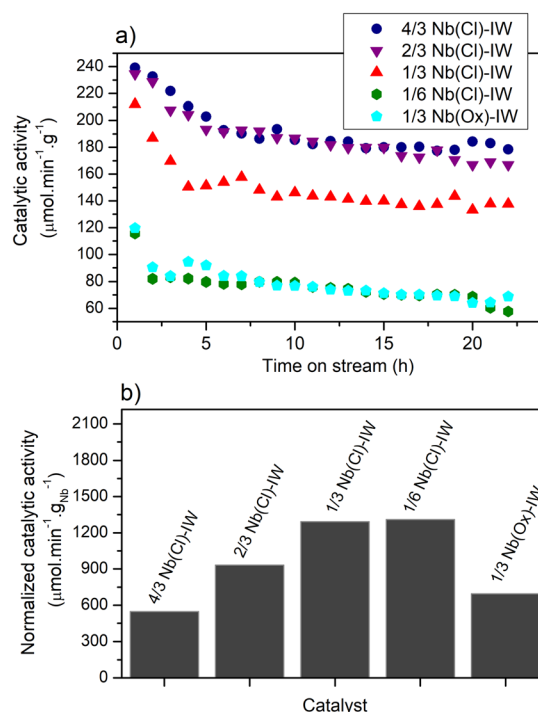 a)
4/3 Nb(Cl)-IW
2/3 Nb(Cl)-IW
1/3 Nb(Cl)-IW
1/6 Nb(Cl)-IW
1/3 Nb(Ox)-IW
Catalytic activity
(μmol.min⁻¹.g⁻¹)
240
220
200
180
160
140
120
100
80
60
0 5 10 15 20
Time on stream (h)
b)
Normalized catalytic activity
(μmol.min⁻¹.g_Nb⁻¹)
2100
1800
1500
1200
900
600
300
0
4/3 Nb(Cl)-IW
2/3 Nb(Cl)-IW
1/3 Nb(Cl)-IW
1/6 Nb(Cl)-IW
1/3 Nb(Ox)-IW
Catalyst